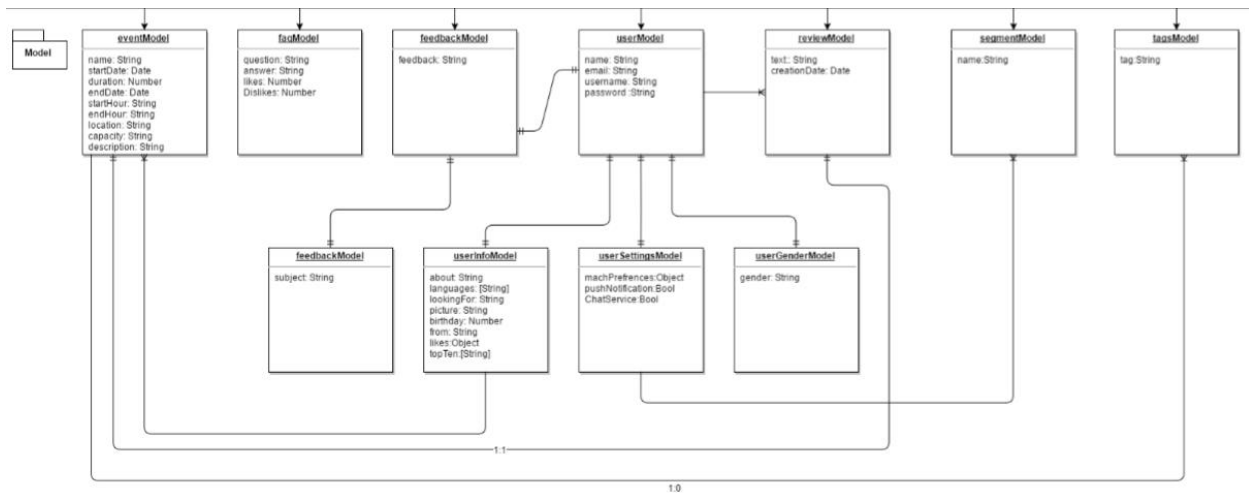 Model
eventModel
name: String
startDate: Date
duration: Number
endDate: Date
startHour: String
endHour: String
location: String
capacity: String
description: String
faqModel
question: String
answer: String
likes: Number
Dislikes: Number
feedbackModel
feedback: String
userModel
name: String
email: String
username: String
password :String
reviewModel
text: String
creationDate: Date
segmentModel
name:String
tagsModel
tag:String
feedbackModel
subject: String
userInfoModel
about: String
languages: [String]
lookingFor: String
picture: String
birthday: Number
from: String
likes:Object
topTen:[String]
userSettingsModel
machPrefrences:Object
pushNotification:Bool
ChatService:Bool
userGenderModel
gender: String
1:1
1:0